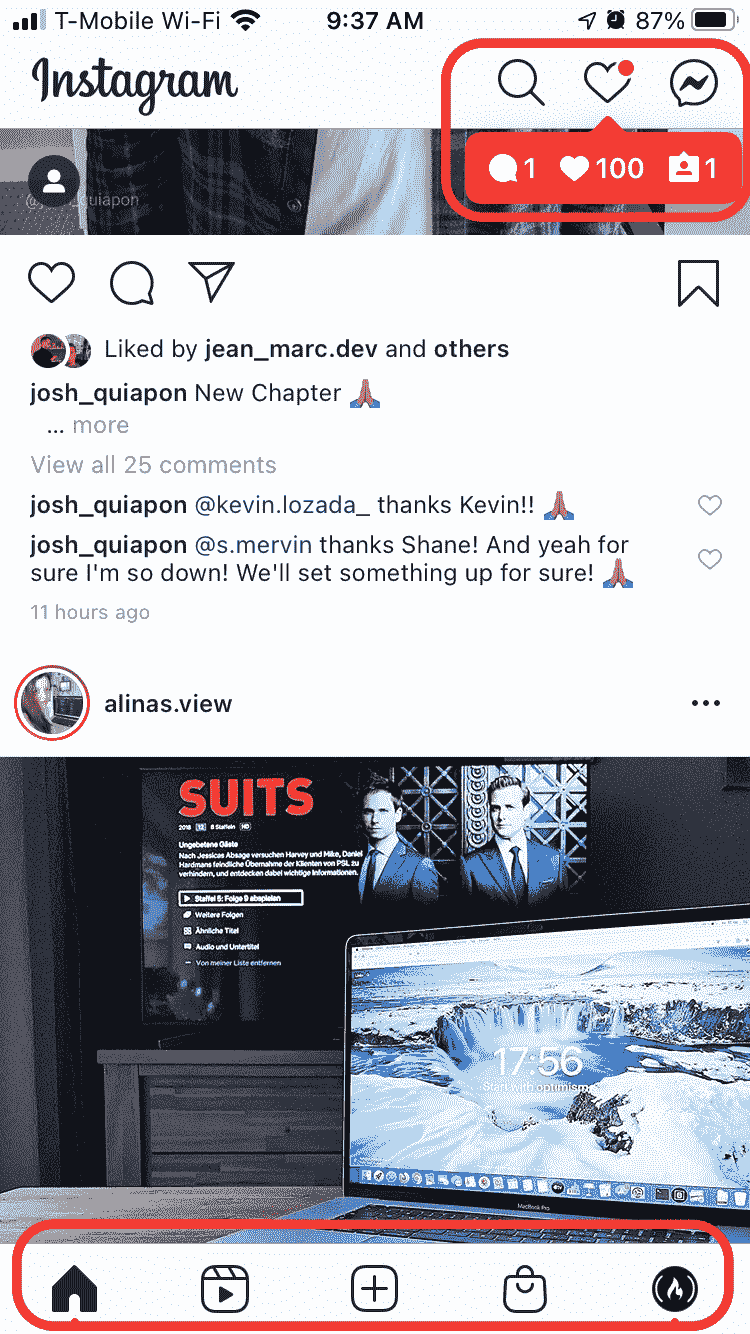 T-Mobile Wi-Fi 9:37 AM 87%
Instagram
1 100 1
Liked by jean_marc.dev and others
josh_quiapon New Chapter 🙏
... more
View all 25 comments
josh_quiapon @kevin.lozada_ thanks Kevin!! 🙏
josh_quiapon @s.mervin thanks Shane! And yeah for
sure I'm so down! We'll set something up for sure! 🙏
11 hours ago
alinas.view
SUITS
2018 12 8 Staffeln HD
Ungebetene Gäste
Nach Jessicas Absage versuchen Harvey und Mike, Daniel
Hardmans feindliche Übernahme der Klienten von PSL zu
verhindern, und entdecken dabei wichtige Informationen.
Staffel 5: Folge 9 abspielen
Weitere Folgen
Ähnliche Titel
Audio und Untertitel
Von meiner Liste entfernen
17:56
Start with optimism.
MacBook Pro